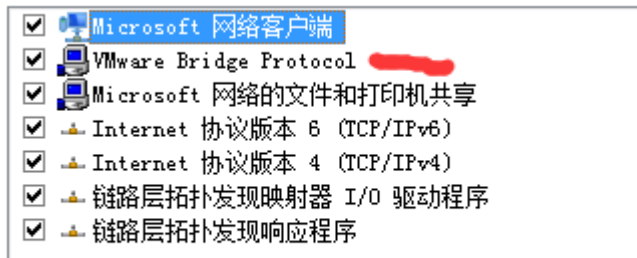 Microsoft 网络客户端
VMware Bridge Protocol
Microsoft 网络的文件和打印机共享
Internet 协议版本 6 (TCP/IPv6)
Internet 协议版本 4 (TCP/IPv4)
链路层拓扑发现映射器 I/O 驱动程序
链路层拓扑发现响应程序